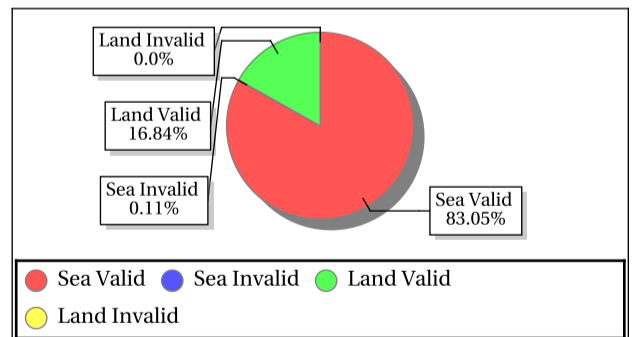 Land Invalid
0.0%
Land Valid
16.84%
Sea Invalid
0.11%
Sea Valid
83.05%
Sea Valid Sea Invalid Land Valid
Land Invalid